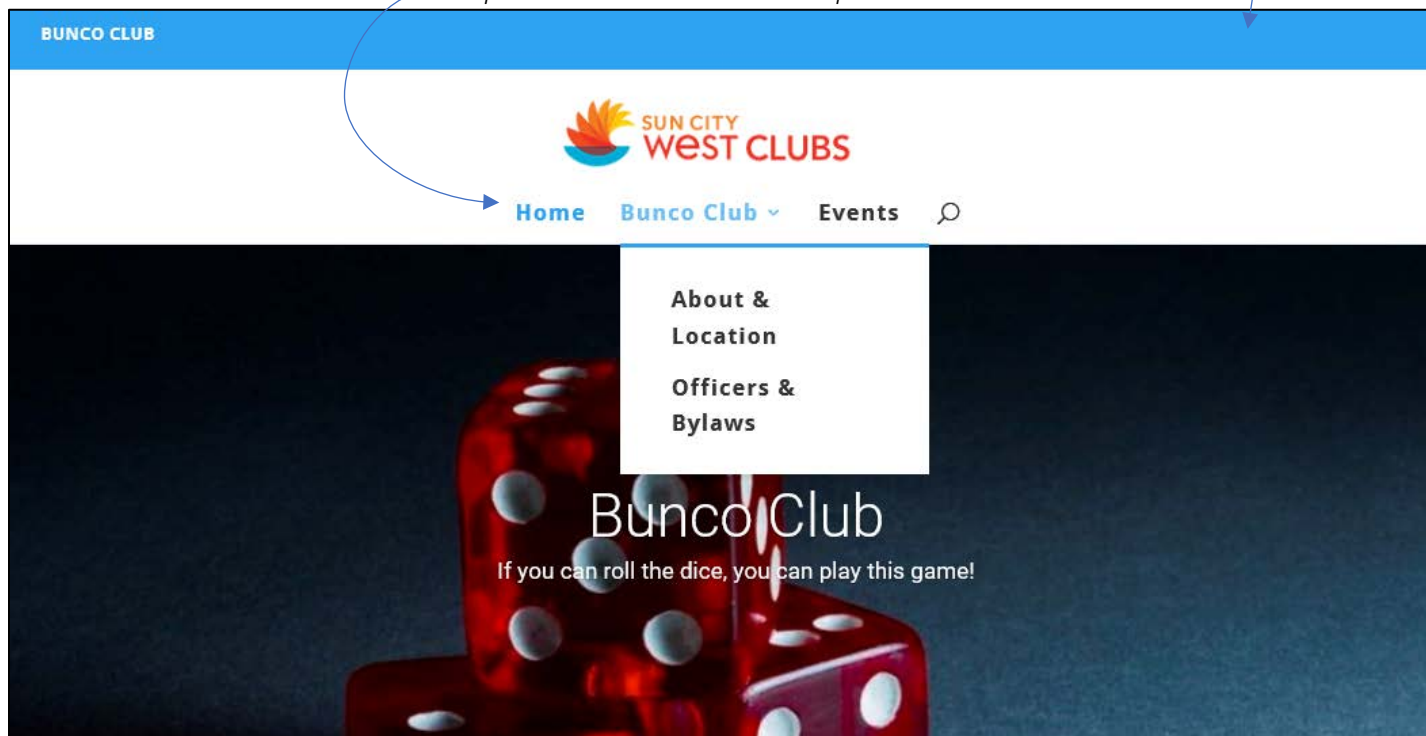 BUNCO CLUB
SUN CITY
WEST CLUBS
Home Bunco Club Events
About &
Location
Officers &
Bylaws
Bunco Club
If you can roll the dice, you can play this game!